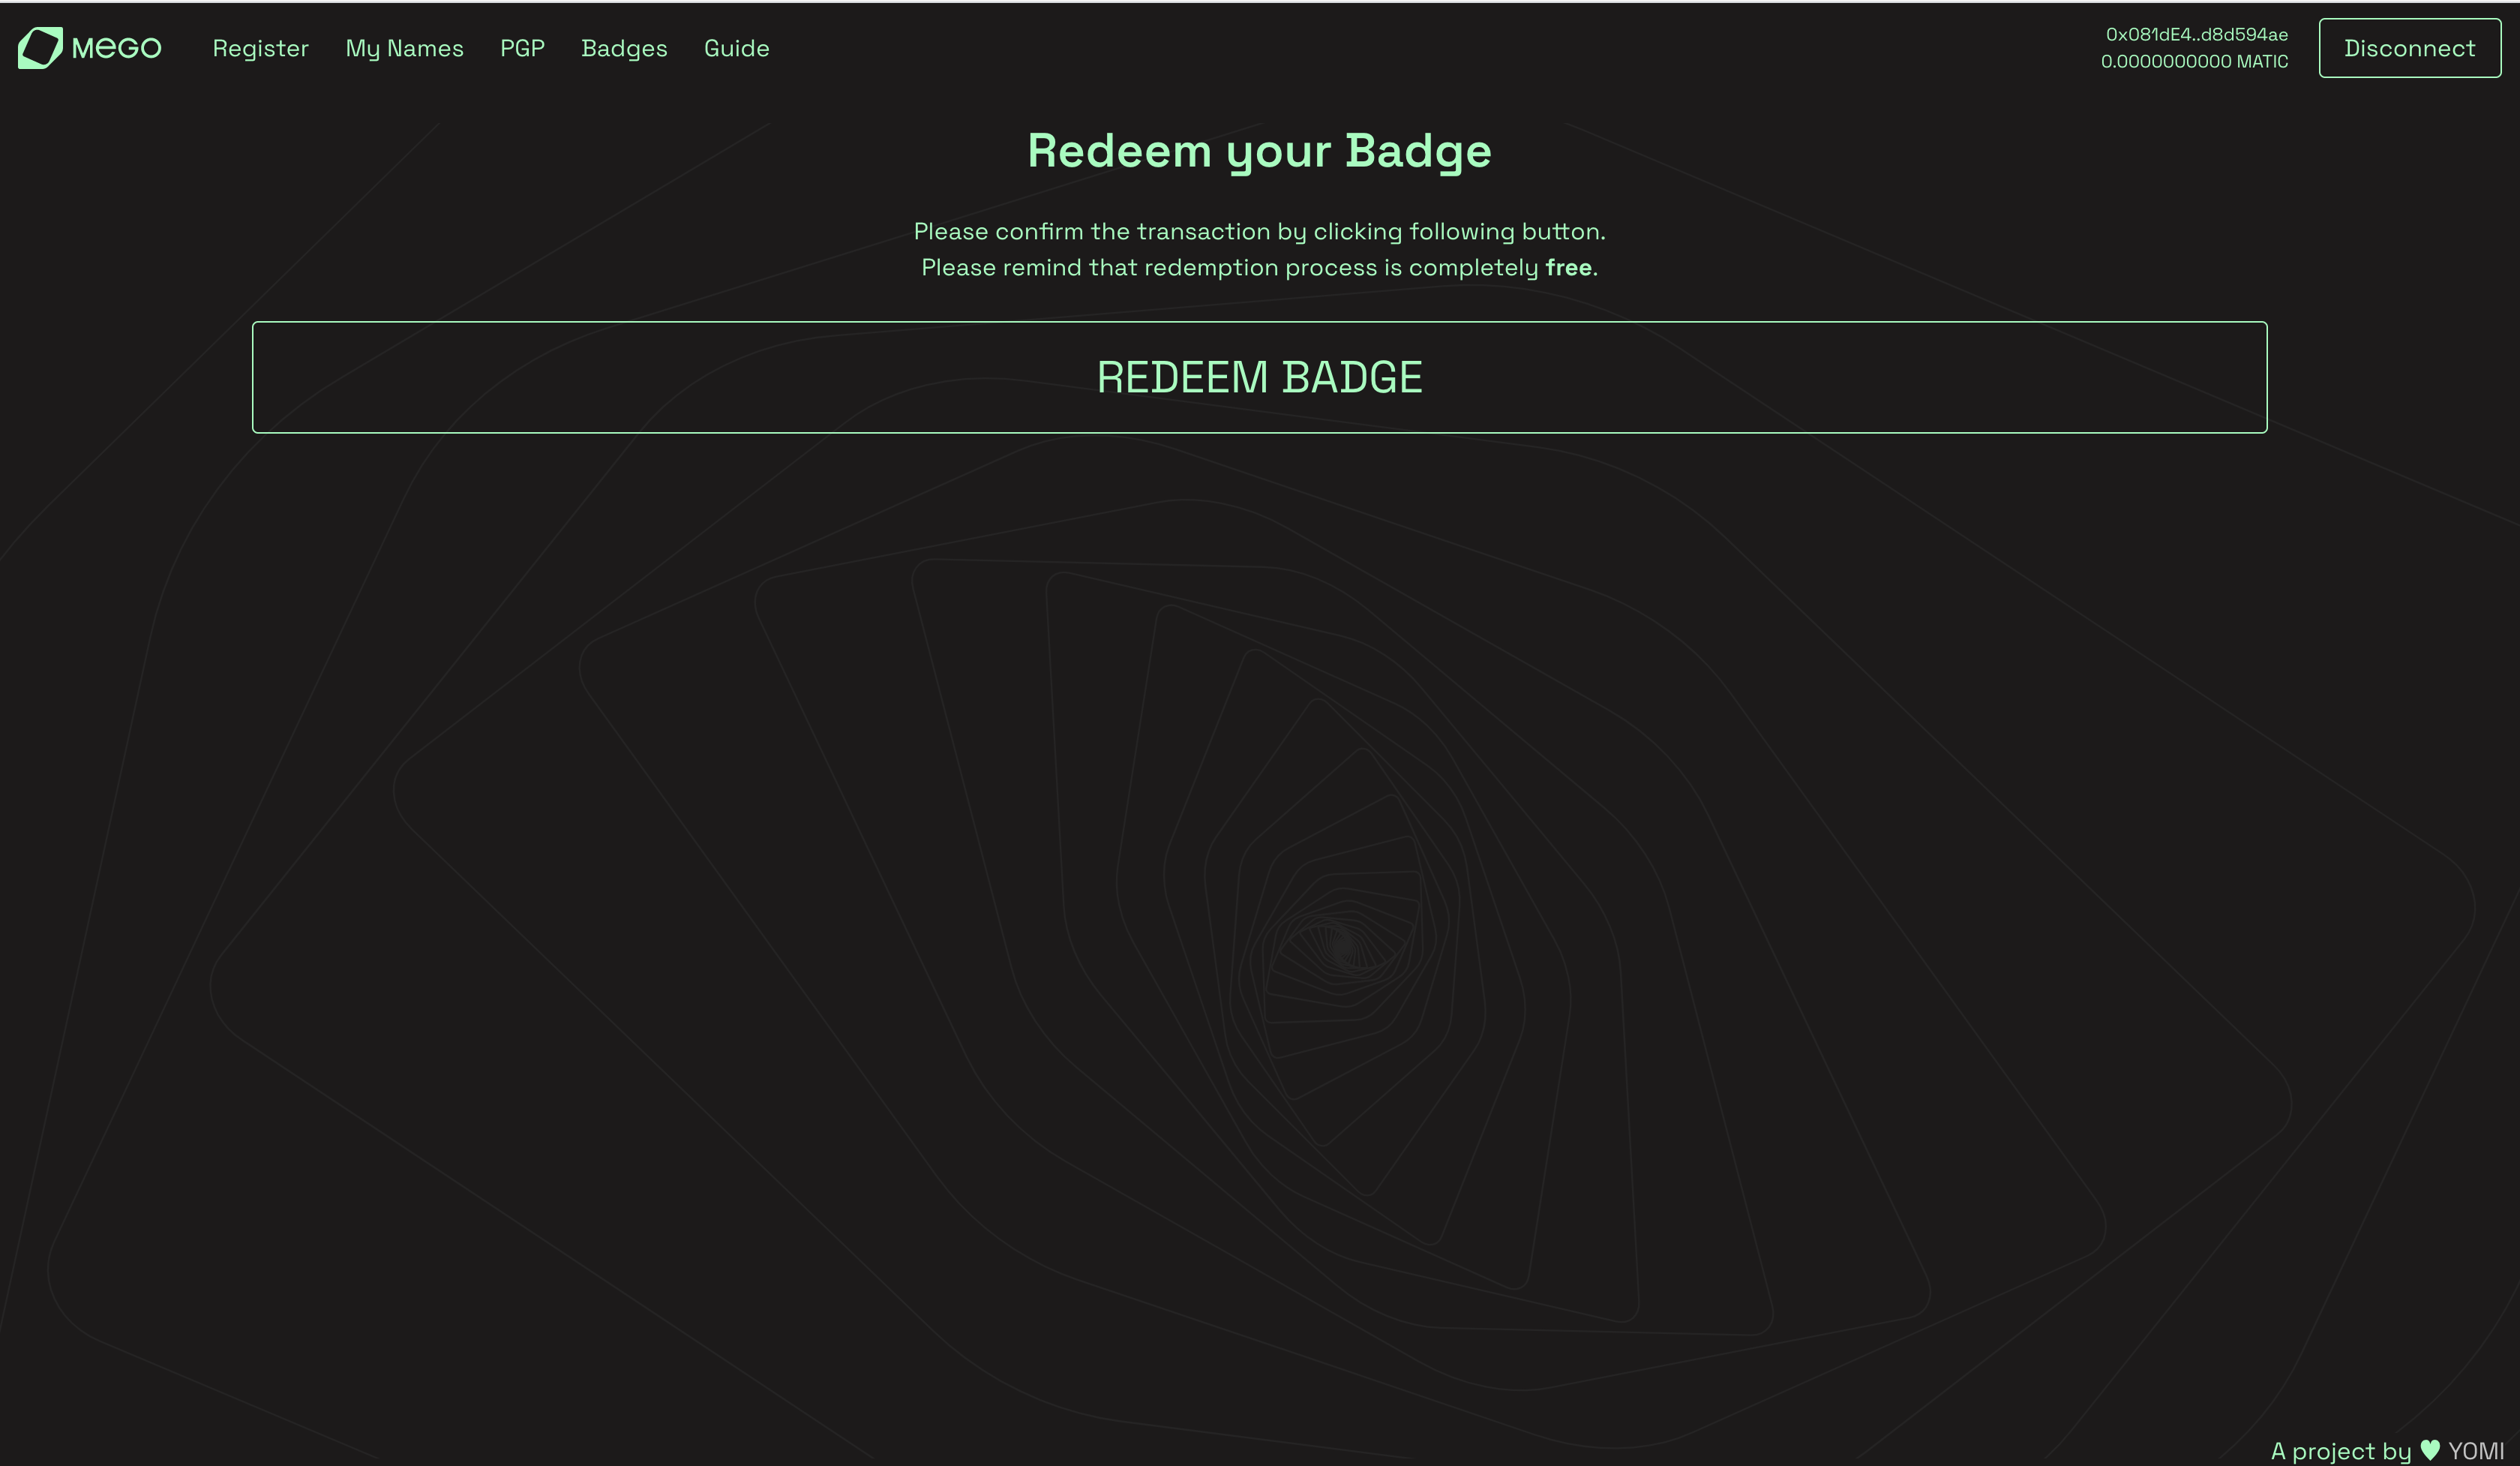 MEGO
Register
My Names
PGP
Badges
Guide
0x081dE4..d8d594ae
0.0000000000 MATIC
Disconnect
Redeem your Badge
Please confirm the transaction by clicking following button.
Please remind that redemption process is completely free.
REDEEM BADGE
A project by ♥ YOMI